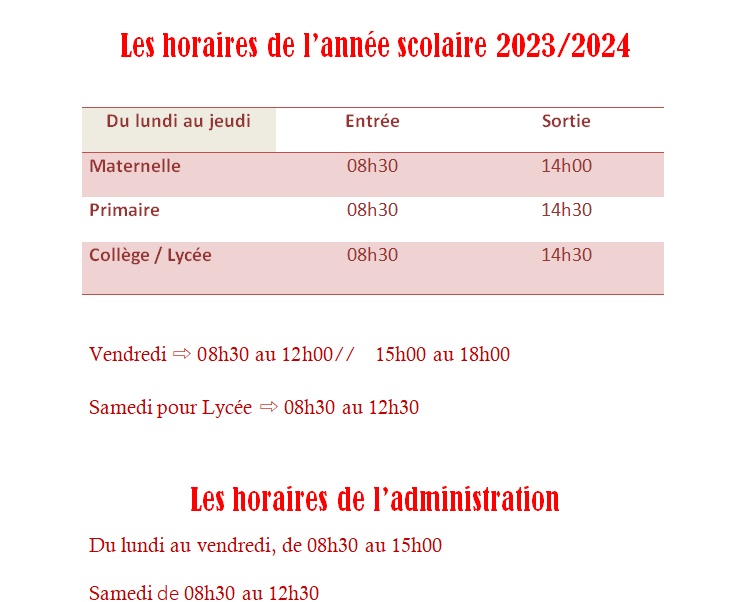 Les horaires de l’année scolaire 2023/2024
Du lundi au jeudi Entrée Sortie
Maternelle 08h30 14h00
Primaire 08h30 14h30
Collège / Lycée 08h30 14h30
Vendredi ⇨ 08h30 au 12h00// 15h00 au 18h00
Samedi pour Lycée ⇨ 08h30 au 12h30
Les horaires de l’administration
Du lundi au vendredi, de 08h30 au 15h00
Samedi de 08h30 au 12h30